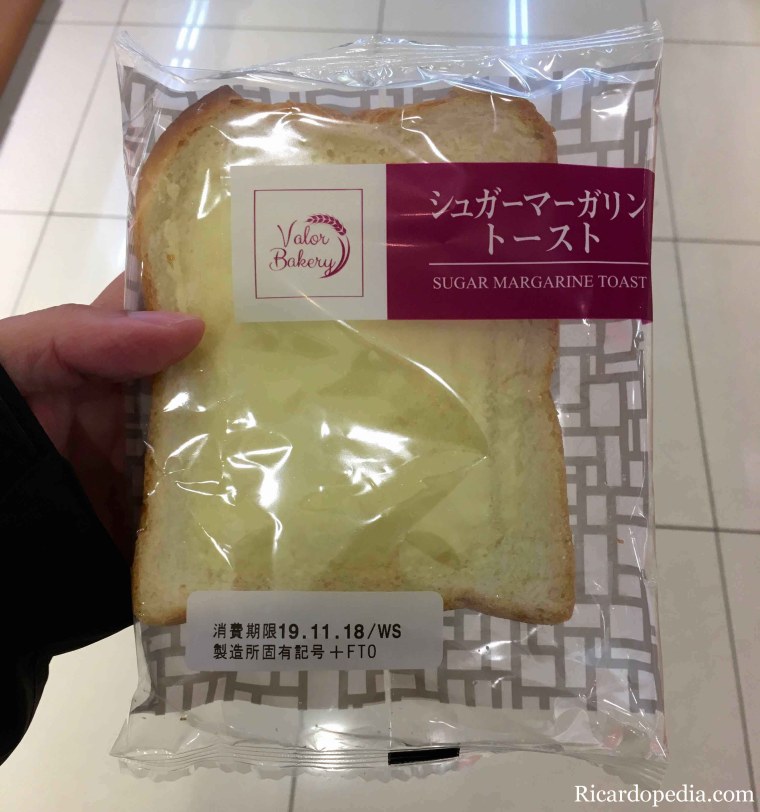 Valor
Bakery
シュガーマーガリン
トースト
SUGAR MARGARINE TOAST
消費期限19.11.18/WS
製造所固有記号+FTO
Ricardopedia.com